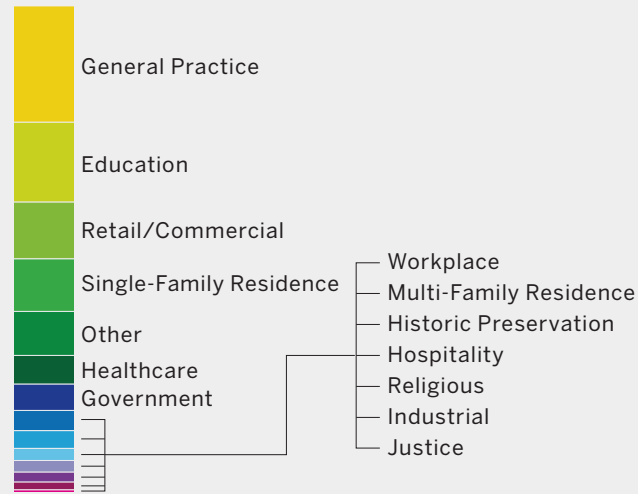 General Practice
Education
Retail/Commercial
Single-Family Residence
Other
Healthcare
Government
Workplace
Multi-Family Residence
Historic Preservation
Hospitality
Religious
Industrial
Justice